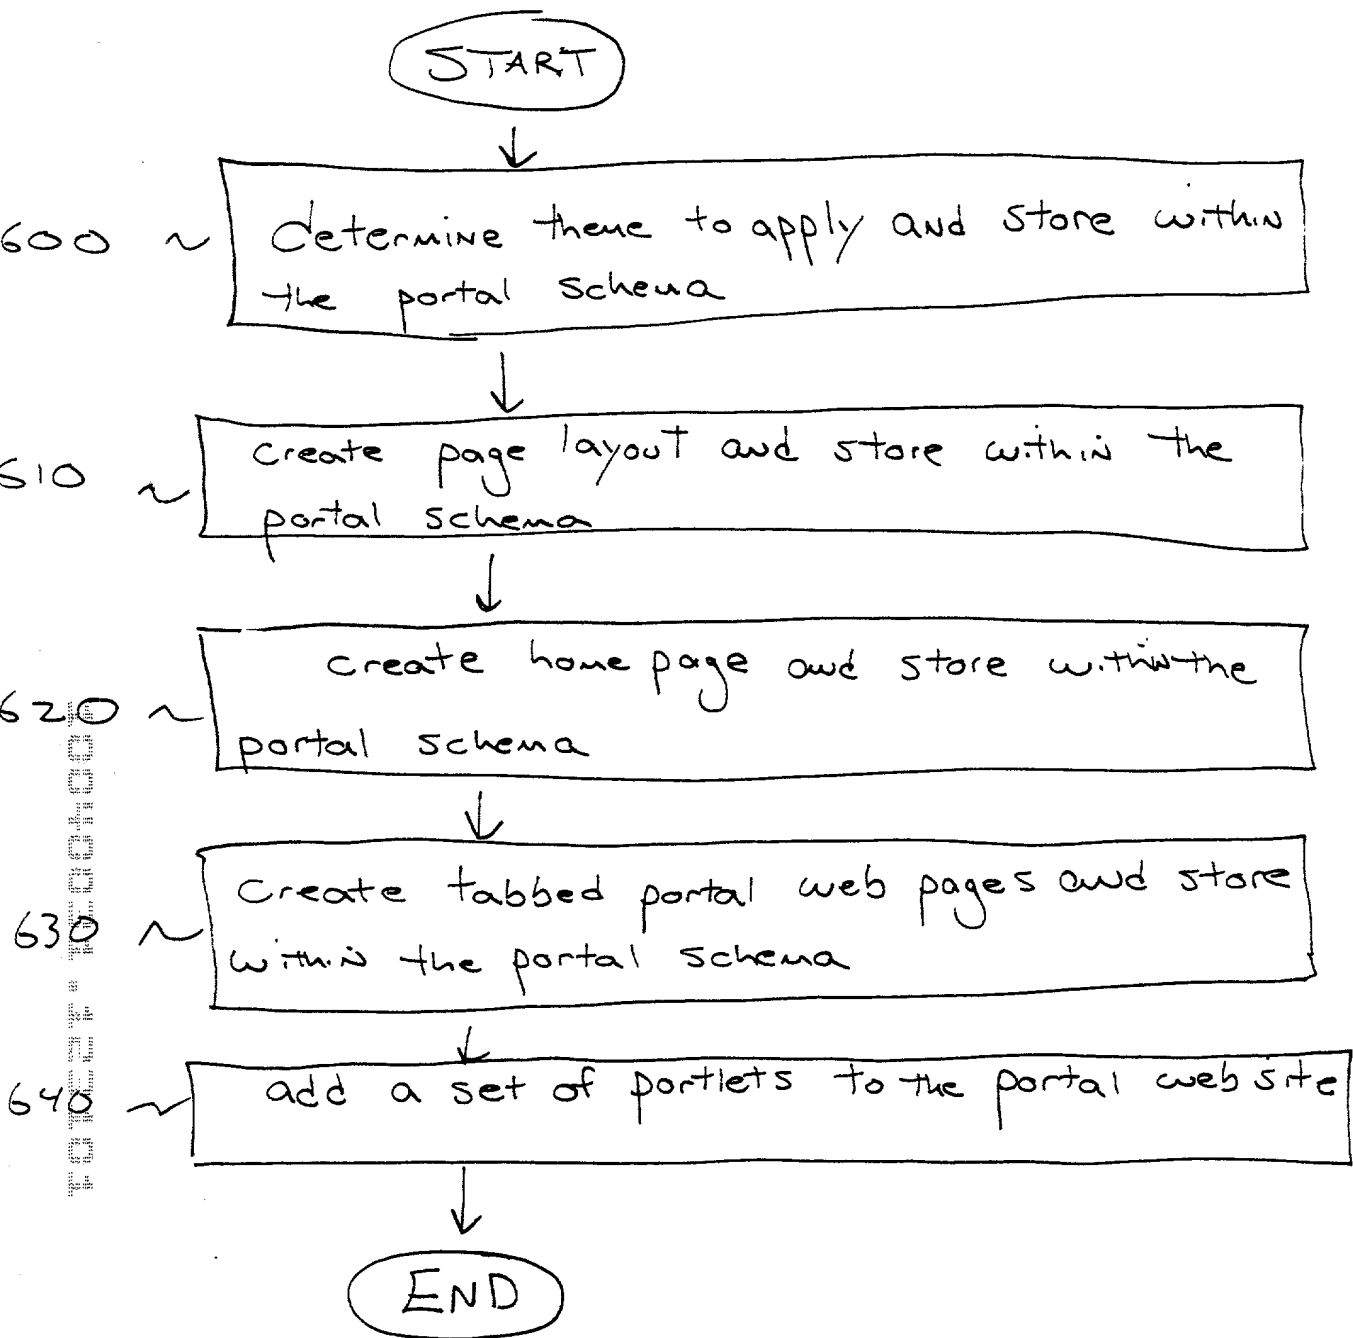 START
600 ~ determine theme to apply and store within
the portal schema
610 ~ create page layout and store within the
portal schema
620 ~ create home page and store within the
portal schema
630 ~ create tabbed portal web pages and store
within the portal schema
640 ~ add a set of portlets to the portal web site
END